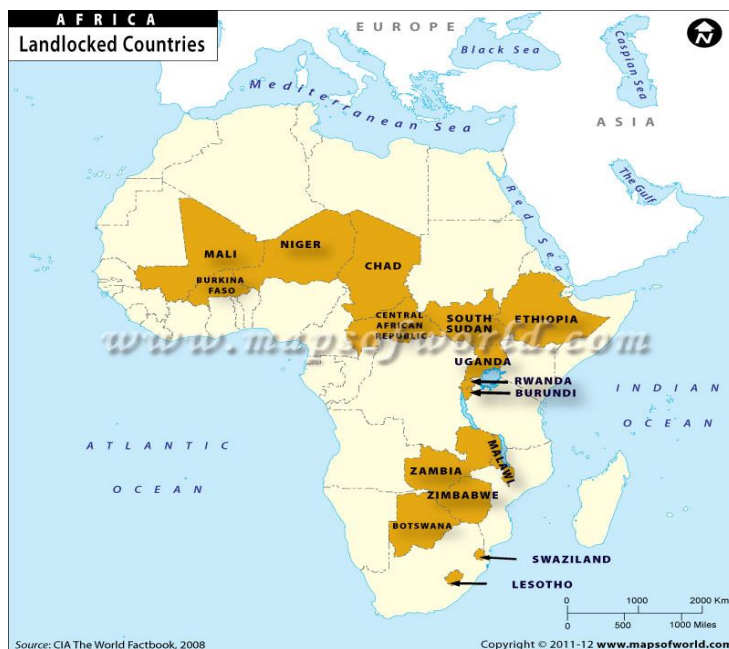 AFRICA
Landlocked Countries
EUROPE
Black Sea
Caspian Sea
N
Mediterranean Sea
ASIA
The Gulf
Red Sea
MALI
NIGER
CHAD
BURKINA
FASO
CENTRAL
AFRICAN
REPUBLIC
SOUTH
SUDAN
ETHIOPIA
www.mapsofworld.com
UGANDA
RWANDA
BURUNDI
INDIAN
OCEAN
ATLANTIC
OCEAN
MALAWI
ZAMBIA
ZIMBABWE
BOTSWANA
SWAZILAND
LESOTHO
0 1000 2000 Km
0 500 1000 Miles
Source: CIA The World Factbook, 2008
Copyright © 2011-12 www.mapsofworld.com